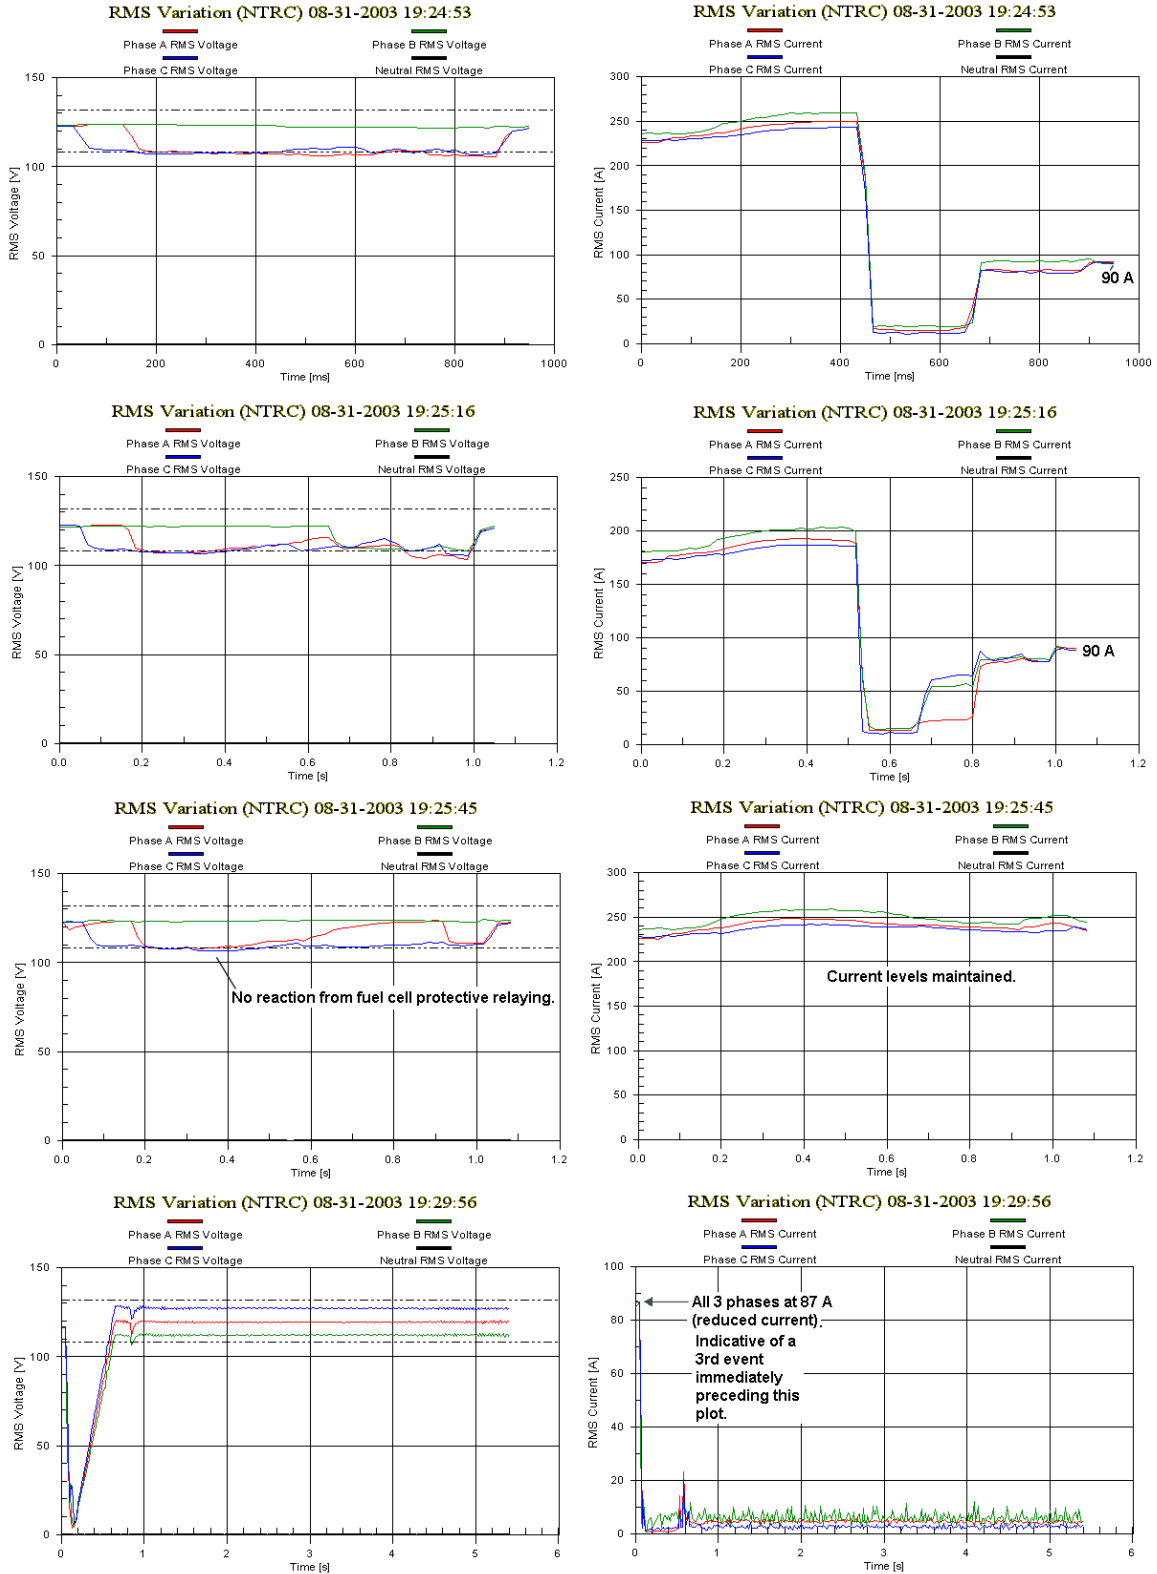 RMS Variation (NTRC) 08-31-2003 19:24:53
Phase A RMS Voltage Phase B RMS Voltage
Phase C RMS Voltage Neutral RMS Voltage
150
100
50
0
RMS Voltage [V]
0 200 400 600 800 1000
Time [ms]
RMS Variation (NTRC) 08-31-2003 19:24:53
Phase A RMS Current Phase B RMS Current
Phase C RMS Current Neutral RMS Current
300
250
200
150
100
50
0
RMS Current [A]
90 A
0 200 400 600 800 1000
Time [ms]
RMS Variation (NTRC) 08-31-2003 19:25:16
Phase A RMS Voltage Phase B RMS Voltage
Phase C RMS Voltage Neutral RMS Voltage
150
100
50
0
RMS Voltage [V]
0.0 0.2 0.4 0.6 0.8 1.0 1.2
Time [s]
RMS Variation (NTRC) 08-31-2003 19:25:16
Phase A RMS Current Phase B RMS Current
Phase C RMS Current Neutral RMS Current
250
200
150
100
50
0
RMS Current [A]
90 A
0.0 0.2 0.4 0.6 0.8 1.0 1.2
Time [s]
RMS Variation (NTRC) 08-31-2003 19:25:45
Phase A RMS Voltage Phase B RMS Voltage
Phase C RMS Voltage Neutral RMS Voltage
150
100
50
0
RMS Voltage [V]
No reaction from fuel cell protective relaying.
0.0 0.2 0.4 0.6 0.8 1.0 1.2
Time [s]
RMS Variation (NTRC) 08-31-2003 19:25:45
Phase A RMS Current Phase B RMS Current
Phase C RMS Current Neutral RMS Current
300
250
200
150
100
50
0
RMS Current [A]
Current levels maintained.
0.0 0.2 0.4 0.6 0.8 1.0 1.2
Time [s]
RMS Variation (NTRC) 08-31-2003 19:29:56
Phase A RMS Voltage Phase B RMS Voltage
Phase C RMS Voltage Neutral RMS Voltage
150
100
50
0
RMS Voltage [V]
0 1 2 3 4 5 6
Time [s]
RMS Variation (NTRC) 08-31-2003 19:29:56
Phase A RMS Current Phase B RMS Current
Phase C RMS Current Neutral RMS Current
100
80
60
40
20
0
RMS Current [A]
All 3 phases at 87 A
(reduced current).
Indicative of a
3rd event
immediately
preceding this
plot.
0 1 2 3 4 5 6
Time [s]